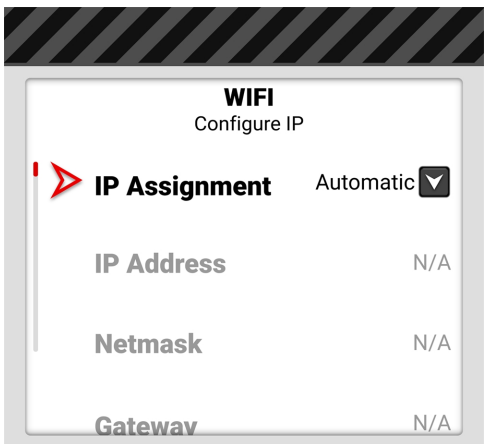 WIFI
Configure IP
IP Assignment Automatic
IP Address N/A
Netmask N/A
Gateway N/A